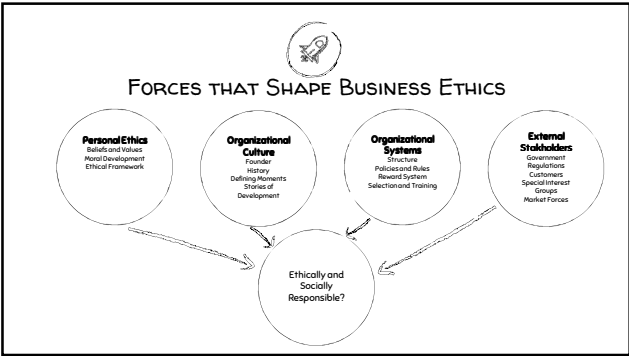 Forces that Shape Business Ethics
Personal Ethics
Beliefs and Values
Moral Development
Ethical Framework
Organizational
Culture
Founder
History
Defining Moments
Stories of
Development
Organizational
Systems
Structure
Policies and Rules
Reward System
Selection and Training
External
Stakholders
Government
Regulations
Customers
Special Interest
Groups
Market Forces
Ethically and
Socially
Responsible?